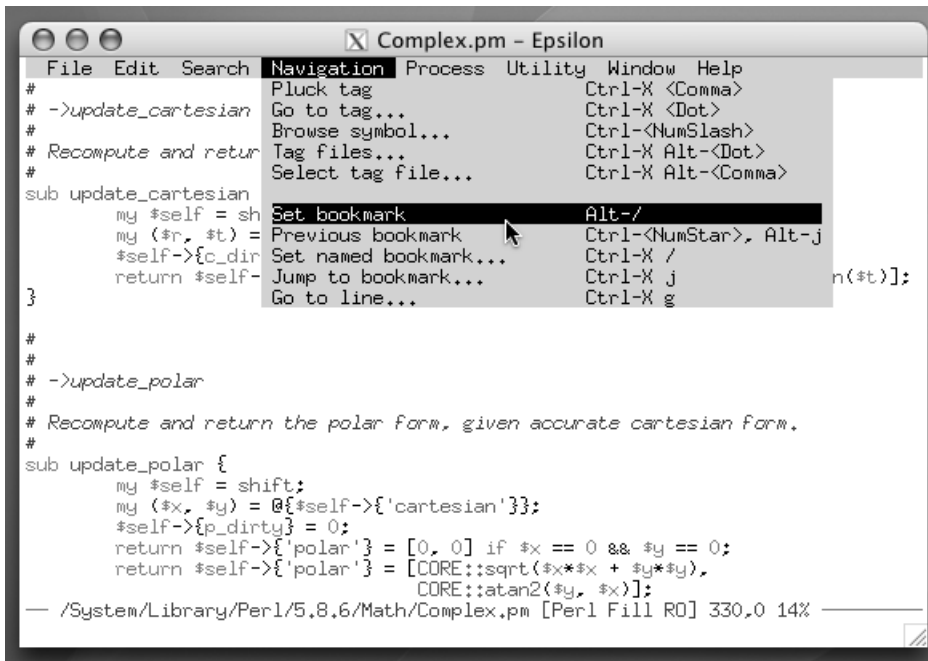 Complex.pm – Epsilon
File Edit Search Navigation Process Utility Window Help
#
# ->update_cartesian
#
# Recompute and retur
#
sub update_cartesian
my $self = sh
my ($r, $t) =
$self->{c_dir
return $self-
n($t)];
}
Pluck tag Ctrl-X <Comma>
Go to tag... Ctrl-X <Dot>
Browse symbol... Ctrl-<NumSlash>
Tag files... Ctrl-X Alt-<Dot>
Select tag file... Ctrl-X Alt-<Comma>
Set bookmark Alt-/
Previous bookmark Ctrl-<NumStar>, Alt-j
Set named bookmark... Ctrl-X /
Jump to bookmark... Ctrl-X j
Go to line... Ctrl-X g
#
#
# ->update_polar
#
# Recompute and return the polar form, given accurate cartesian form.
#
sub update_polar {
my $self = shift;
my ($x, $y) = @{$self->{'cartesian'}};
$self->{p_dirty} = 0;
return $self->{'polar'} = [0, 0] if $x == 0 && $y == 0;
return $self->{'polar'} = [CORE::sqrt($x*$x + $y*$y),
CORE::atan2($y, $x)];
/System/Library/Perl/5.8.6/Math/Complex.pm [Perl Fill RO] 330,0 14%